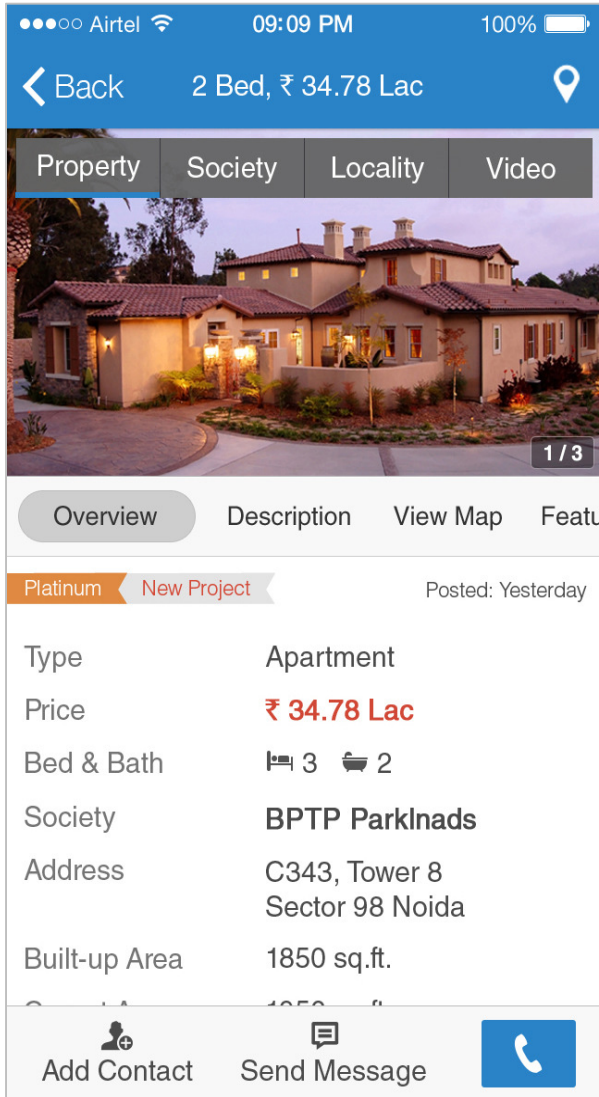 Airtel 09:09 PM 100%
Back 2 Bed, ₹ 34.78 Lac
Property Society Locality Video
1 / 3
Overview Description View Map Featu
Platinum New Project Posted: Yesterday
Type Apartment
Price ₹ 34.78 Lac
Bed & Bath 3 2
Society BPTP Parklnads
Address C343, Tower 8
Sector 98 Noida
Built-up Area 1850 sq.ft.
Add Contact Send Message